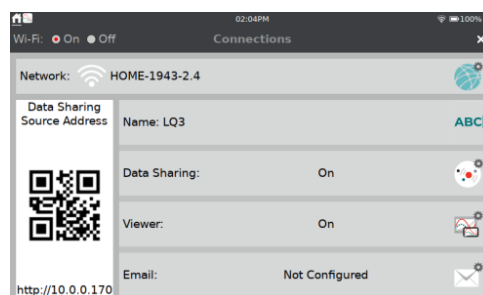 02:04PM
100%
Wi-Fi: On Off
Connections
Network: HOME-1943-2.4
Data Sharing
Source Address
Name: LQ3
ABC
Data Sharing: On
Viewer: On
Email: Not Configured
http://10.0.0.170